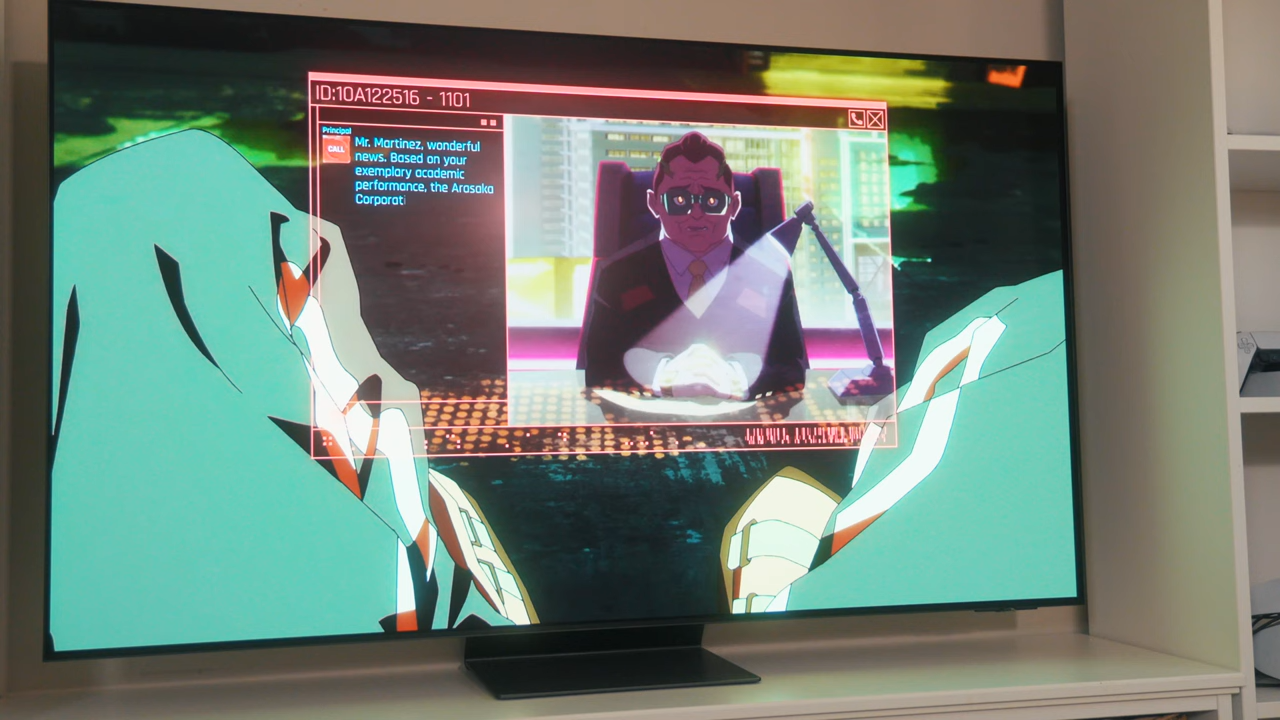 ID:10A122516 - 1101
Principal
CALL
Mr. Martinez, wonderful
news. Based on your
exemplary academic
performance, the Arasaka
Corporati